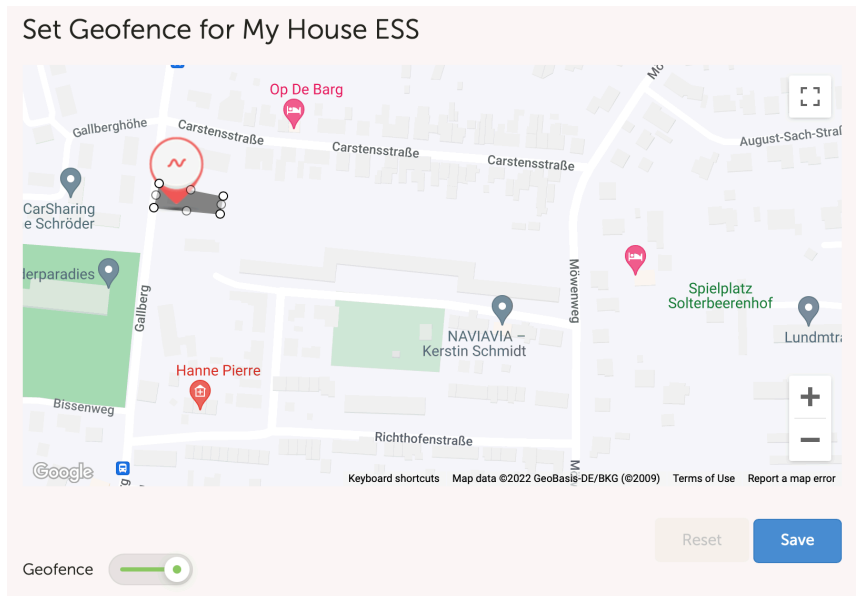 Set Geofence for My House ESS
Op De Barg
Gallberghöhe
Carstensstraße
Carstensstraße
Carstensstraße
August-Sach-Straß
CarSharing
e Schröder
derparadies
Gallberg
Möwenweg
Spielplatz
Solterbeerenhof
NAVIAVIA –
Kerstin Schmidt
Lundmtra
Hanne Pierre
Bissenweg
Richthofenstraße
Google
Keyboard shortcuts Map data ©2022 GeoBasis-DE/BKG (©2009) Terms of Use Report a map error
Reset Save
Geofence